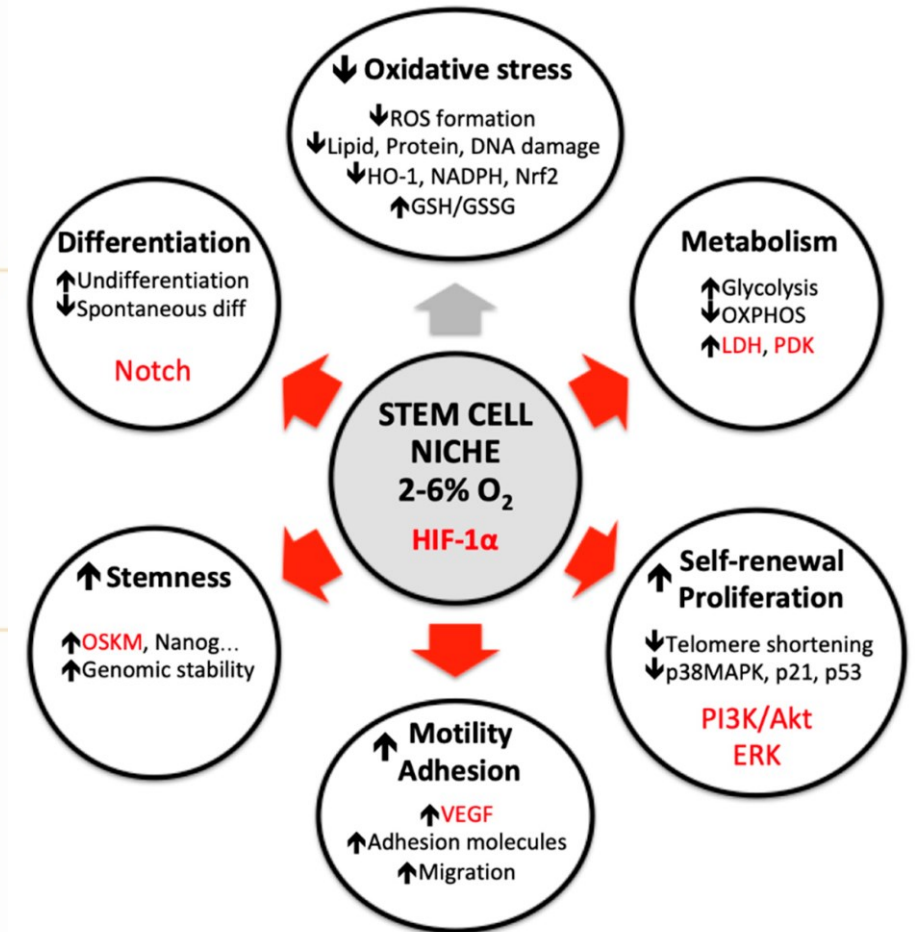 ↓ Oxidative stress
↓ROS formation
↓Lipid, Protein, DNA damage
↓HO-1, NADPH, Nrf2
↑GSH/GSSG
Differentiation
↑Undifferentiation
↓Spontaneous diff
Notch
Metabolism
↑Glycolysis
↓OXPHOS
↑LDH, PDK
STEM CELL
NICHE
2-6% O₂
HIF-1α
↑ Stemness
↑OSKM, Nanog...
↑Genomic stability
↑ Self-renewal
Proliferation
↓Telomere shortening
↓p38MAPK, p21, p53
PI3K/Akt
ERK
↑ Motility
Adhesion
↑VEGF
↑Adhesion molecules
↑Migration